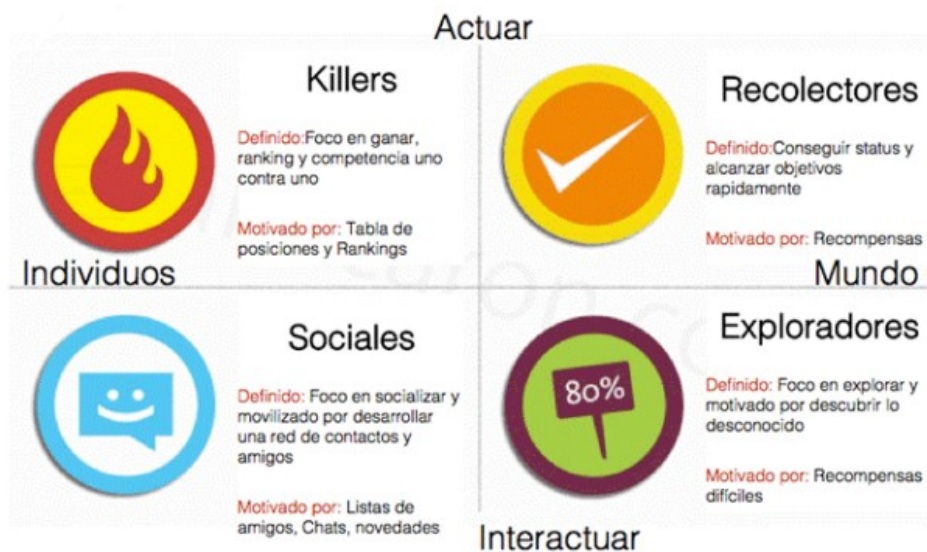 Actuar
Killers
Definido:Foco en ganar,
ranking y competencia uno
contra uno
Motivado por: Tabla de
posiciones y Rankings
Recolectores
Definido:Conseguir status y
alcanzar objetivos
rapidamente
Motivado por: Recompensas
Individuos
Mundo
Sociales
Definido: Foco en socializar y
movilizado por desarrollar
una red de contactos y
amigos
Motivado por: Listas de
amigos, Chats, novedades
Exploradores
80%
Definido: Foco en explorar y
motivado por descubrir lo
desconocido
Motivado por: Recompensas
difíciles
Interactuar